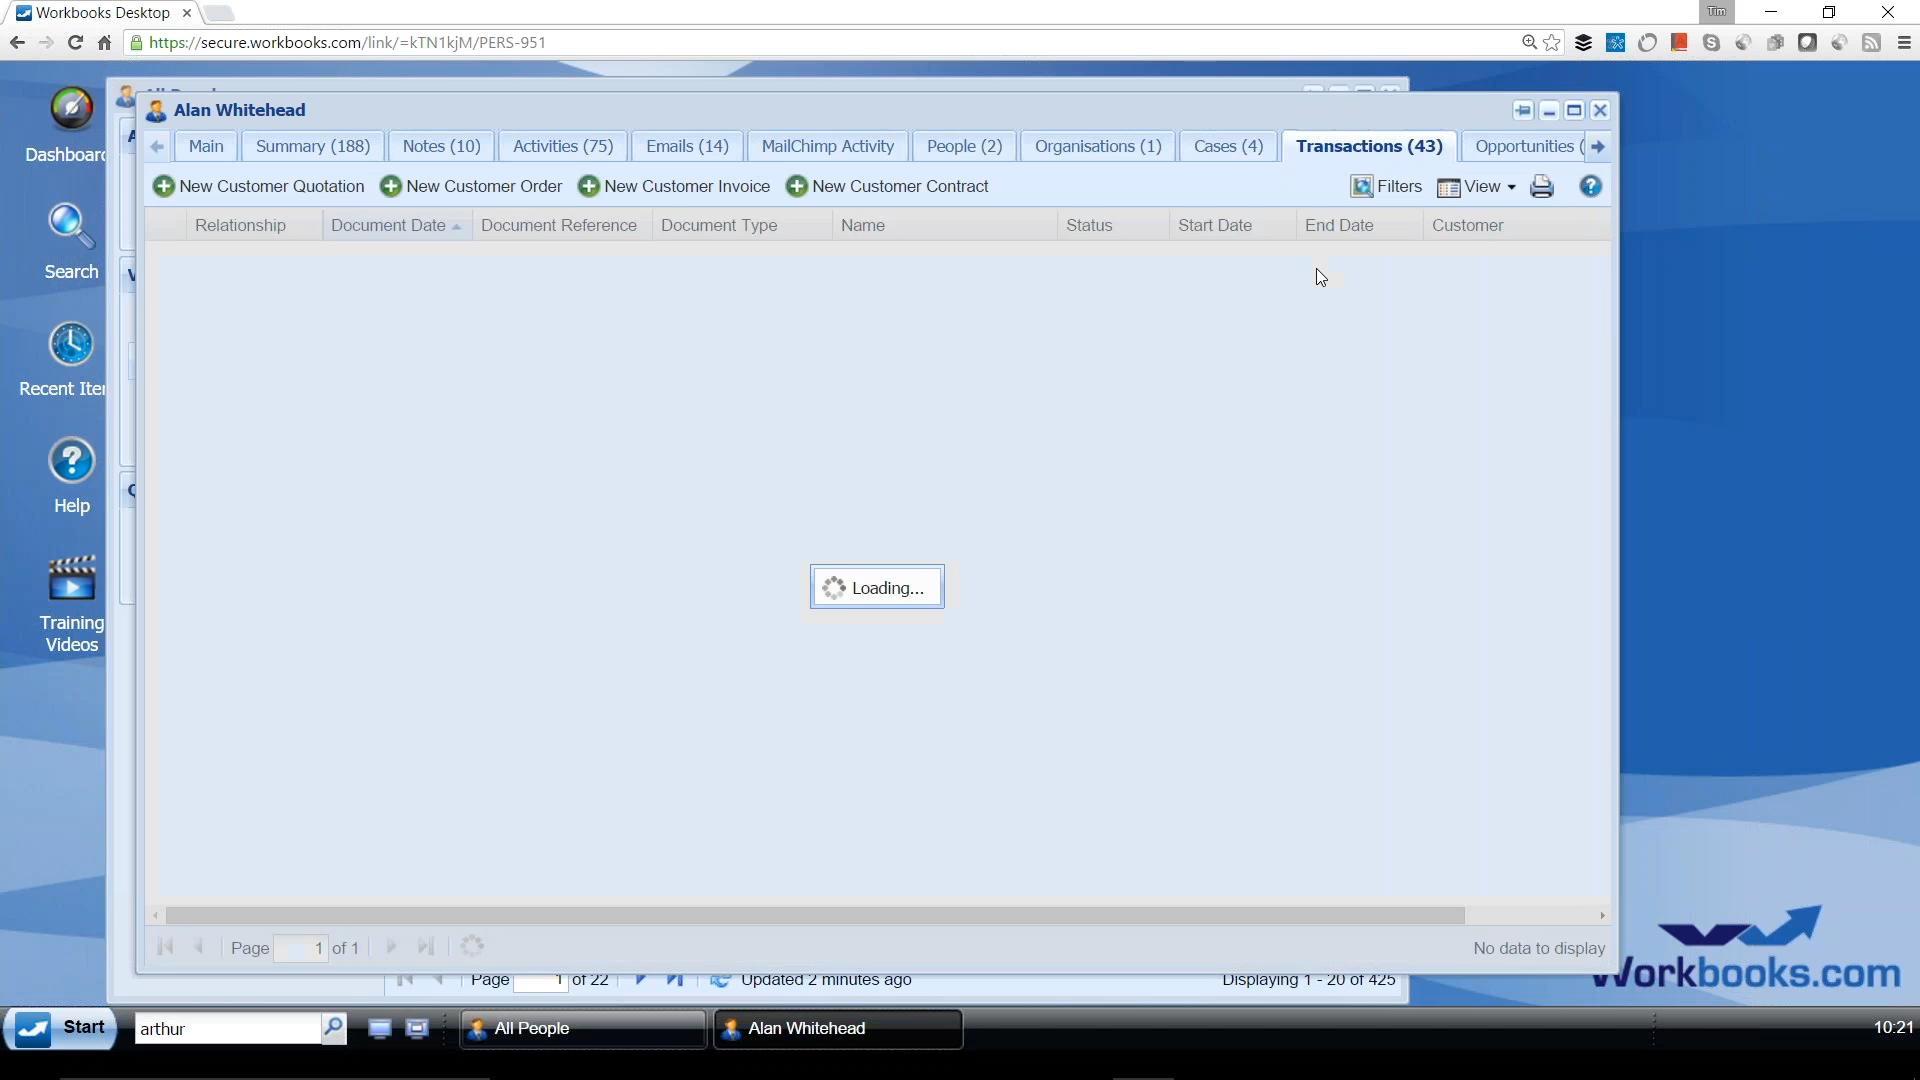 Workbooks Desktop
Tim
https://secure.workbooks.com/link/=kTN1kjM/PERS-951
Alan Whitehead
Main
Summary (188)
Notes (10)
Activities (75)
Emails (14)
MailChimp Activity
People (2)
Organisations (1)
Cases (4)
Transactions (43)
Opportunities (
New Customer Quotation
New Customer Order
New Customer Invoice
New Customer Contract
Filters
View
Relationship
Document Date
Document Reference
Document Type
Name
Status
Start Date
End Date
Customer
Dashboard
Search
Recent Iter
Help
Training
Videos
Loading...
Page 1 of 1
No data to display
Page 1 of 22
Updated 2 minutes ago
Displaying 1 - 20 of 425
Workbooks.com
Start
arthur
All People
Alan Whitehead
10:21